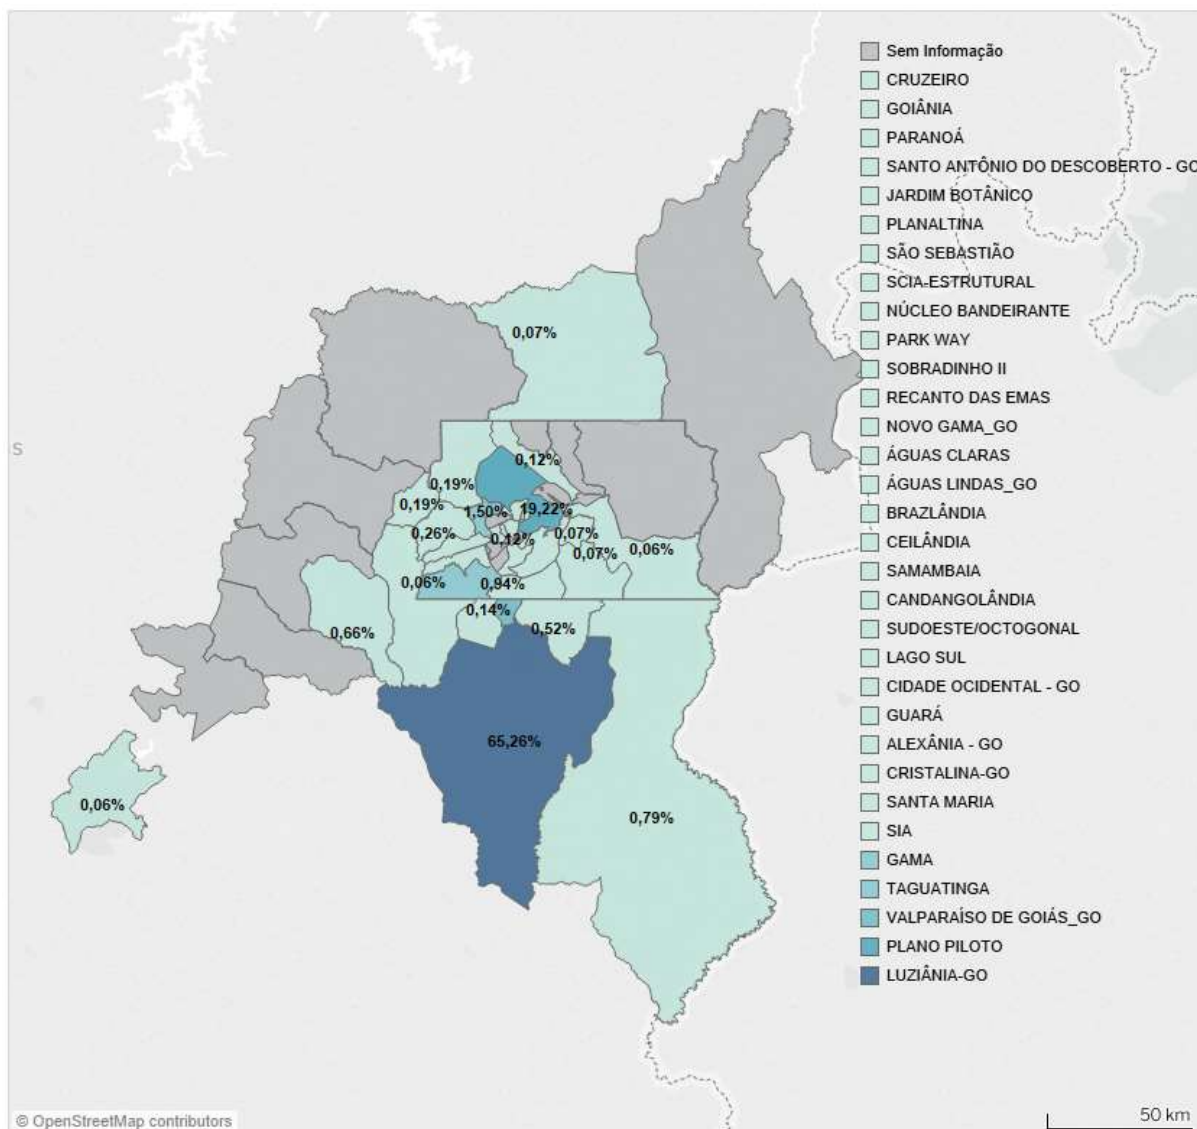 Sem Informação
CRUZEIRO
GOIÂNIA
PARANOÁ
SANTO ANTÔNIO DO DESCOBERTO - GO
JARDIM BOTÂNICO
PLANALTINA
SÃO SEBASTIÃO
SCIA-ESTRUTURAL
NÚCLEO BANDEIRANTE
PARK WAY
SOBRADINHO II
RECANTO DAS EMAS
NOVO GAMA_GO
ÁGUAS CLARAS
ÁGUAS LINDAS_GO
BRAZLÂNDIA
CEILÂNDIA
SAMAMBAIA
CANDANGOLÂNDIA
SUDOESTE/OCTOGONAL
LAGO SUL
CIDADE OCIDENTAL - GO
GUARÁ
ALEXÂNIA - GO
CRISTALINA-GO
SANTA MARIA
SIA
GAMA
TAGUATINGA
VALPARAÍSO DE GOIÁS_GO
PLANO PILOTO
LUZIÂNIA-GO
0,07%
S
0,12%
0,19%
0,19%
1,50%
19,22%
0,26%
0,12%
0,07%
0,07%
0,06%
0,06%
0,94%
0,14%
0,52%
0,66%
65,26%
0,06%
0,79%
© OpenStreetMap contributors
50 km